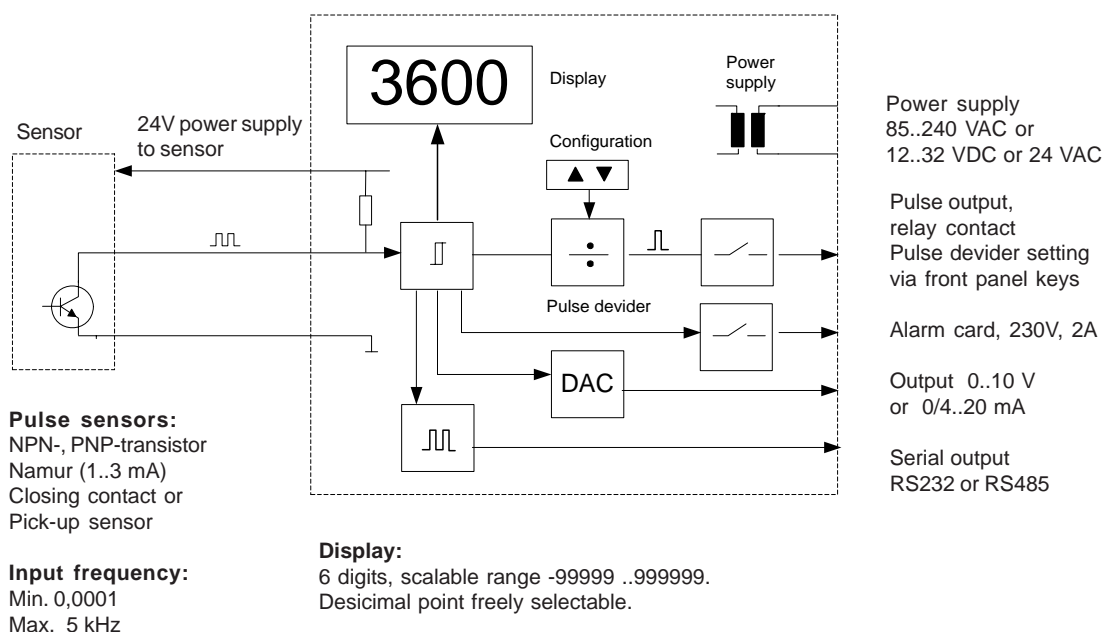 3600
Display
Power
supply
Sensor
24V power supply
to sensor
Configuration
Power supply
85..240 VAC or
12..32 VDC or 24 VAC
Pulse output,
relay contact
Pulse devider setting
via front panel keys
Pulse devider
Alarm card, 230V, 2A
DAC
Output 0..10 V
or 0/4..20 mA
Serial output
RS232 or RS485
Pulse sensors:
NPN-, PNP-transistor
Namur (1..3 mA)
Closing contact or
Pick-up sensor
Input frequency:
Min. 0,0001
Max. 5 kHz
Display:
6 digits, scalable range -99999 ..999999.
Desicimal point freely selectable.